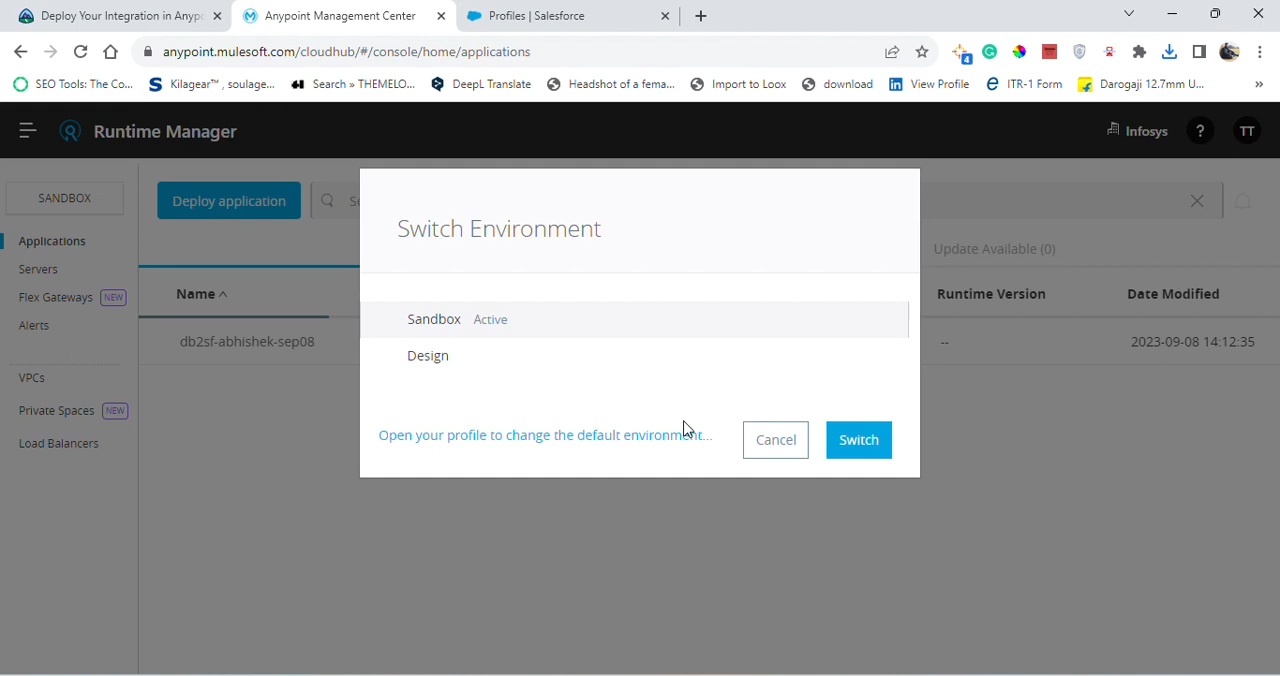 Deploy Your Integration in Anypo
Anypoint Management Center
Profiles | Salesforce
anypoint.mulesoft.com/cloudhub/#/console/home/applications
4
SEO Tools: The Co...
Kilagear™, soulage...
Search » THEMELO...
DeepL Translate
Headshot of a fema...
Import to Loox
download
View Profile
ITR-1 Form
Darogaji 12.7mm U...
»
Runtime Manager
Infosys
?
TT
SANDBOX
Deploy application
Se
Switch Environment
Applications
Update Available (0)
Servers
Flex Gateways NEW
Name
Runtime Version
Date Modified
Alerts
Sandbox Active
db2sf-abhishek-sep08
--
2023-09-08 14:12:35
Design
VPCs
Private Spaces NEW
Load Balancers
Open your profile to change the default environment...
Cancel
Switch